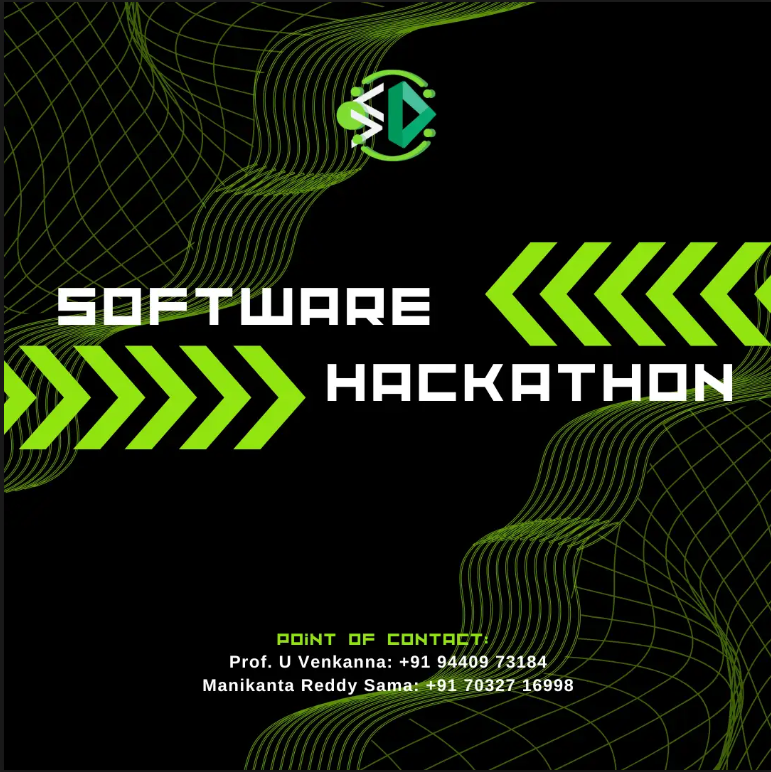 SOFTWARE
HACKATHON
POiNT OF CONTACT:
Prof. U Venkanna: +91 94409 73184
Manikanta Reddy Sama: +91 70327 16998